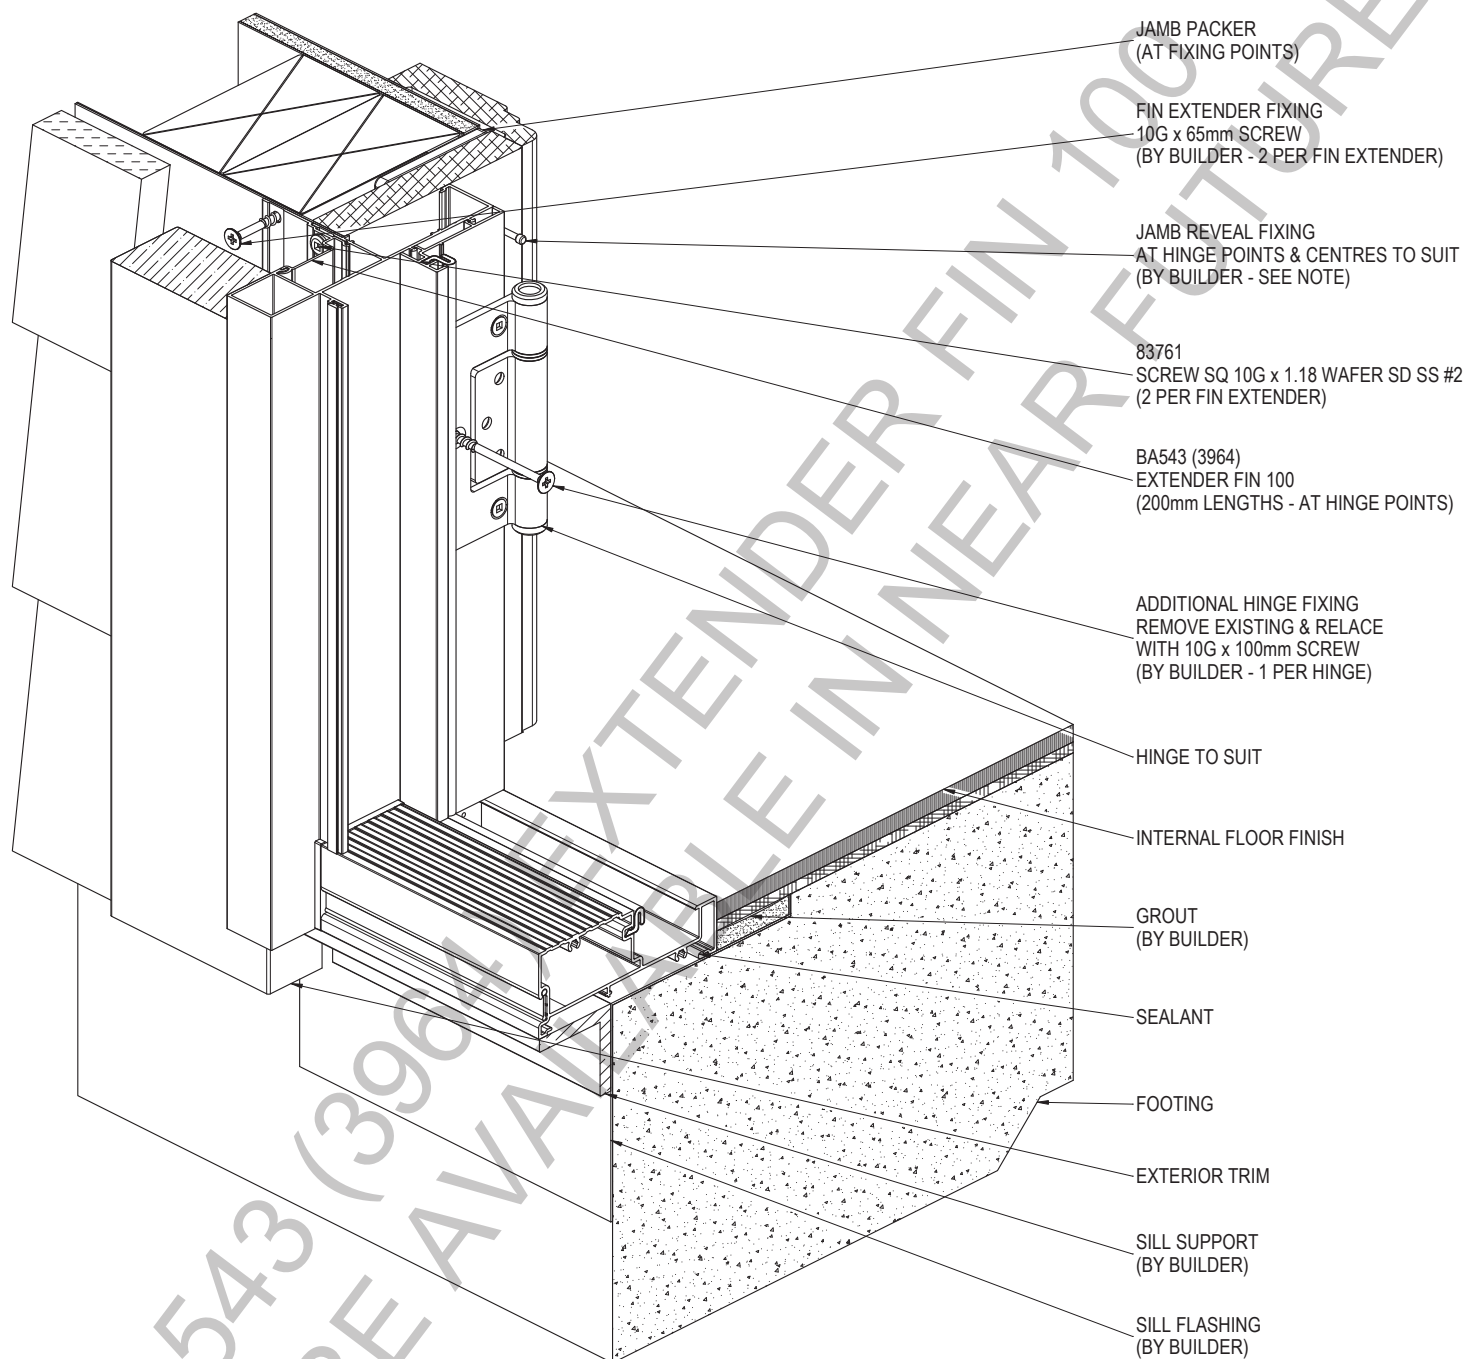 JAMB PACKER
(AT FIXING POINTS)
FIN EXTENDER FIXING
10G x 65mm SCREW
(BY BUILDER - 2 PER FIN EXTENDER)
JAMB REVEAL FIXING
AT HINGE POINTS & CENTRES TO SUIT
(BY BUILDER - SEE NOTE)
83761
SCREW SQ 10G x 1.18 WAFER SD SS #2
(2 PER FIN EXTENDER)
BA543 (3964)
EXTENDER FIN 100
(200mm LENGTHS - AT HINGE POINTS)
ADDITIONAL HINGE FIXING
REMOVE EXISTING & RELACE
WITH 10G x 100mm SCREW
(BY BUILDER - 1 PER HINGE)
HINGE TO SUIT
INTERNAL FLOOR FINISH
GROUT
(BY BUILDER)
SEALANT
FOOTING
EXTERIOR TRIM
SILL SUPPORT
(BY BUILDER)
SILL FLASHING
(BY BUILDER)
543 (3964) EXTENDER FIN 100
AVAILABLE IN NEAR FUTURE